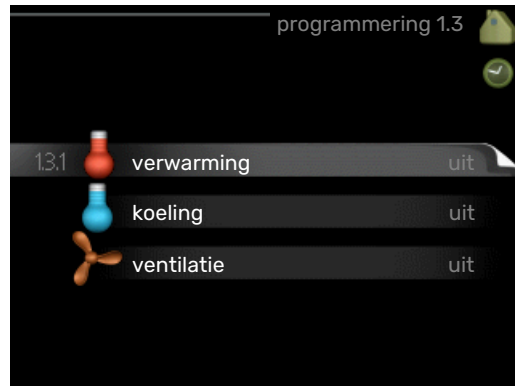 programmering 1.3
1.3.1 verwarming uit
koeling uit
ventilatie uit